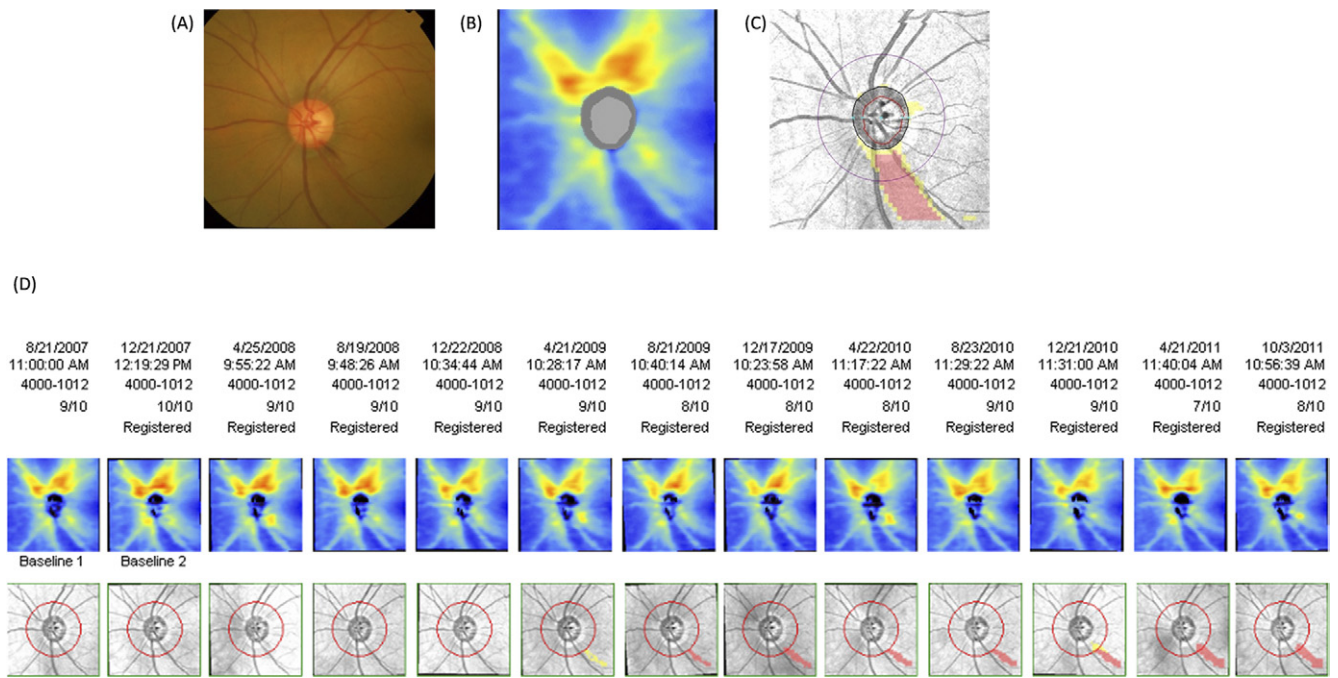 (A)
(B)
(C)
(D)
8/21/2007 12/21/2007 4/25/2008 8/19/2008 12/22/2008 4/21/2009 8/21/2009 12/17/2009 4/22/2010 8/23/2010 12/21/2010 4/21/2011 10/3/2011
11:00:00 AM 12:19:29 PM 9:55:22 AM 9:48:26 AM 10:34:44 AM 10:28:17 AM 10:40:14 AM 10:23:58 AM 11:17:22 AM 11:29:22 AM 11:31:00 AM 11:40:04 AM 10:56:39 AM
4000-1012 4000-1012 4000-1012 4000-1012 4000-1012 4000-1012 4000-1012 4000-1012 4000-1012 4000-1012 4000-1012 4000-1012 4000-1012
9/10 10/10 9/10 9/10 9/10 9/10 8/10 8/10 8/10 9/10 9/10 7/10 8/10
Registered Registered Registered Registered Registered Registered Registered Registered Registered Registered Registered Registered
Baseline 1 Baseline 2